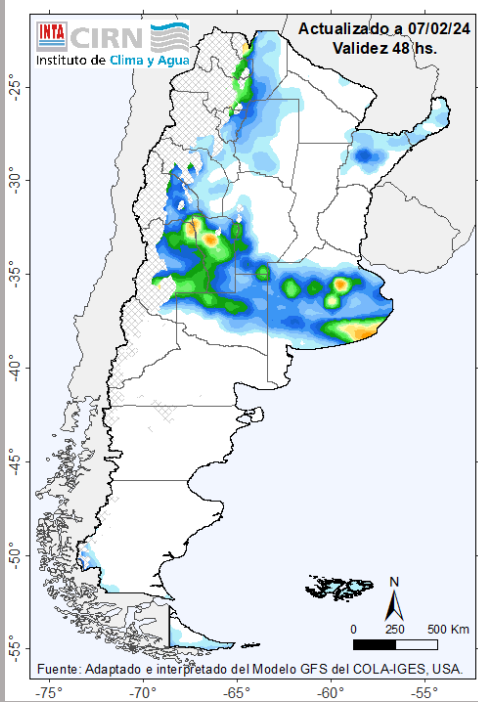 INTA CIRN
Instituto de Clima y Agua
Actualizado a 07/02/24
Validez 48 hs.
-25°
-30°
-35°
-40°
-45°
-50°
-55°
N
0 250 500 Km
Fuente: Adaptado e interpretado del Modelo GFS del COLA-IGES, USA.
-75° -70° -65° -60° -55°